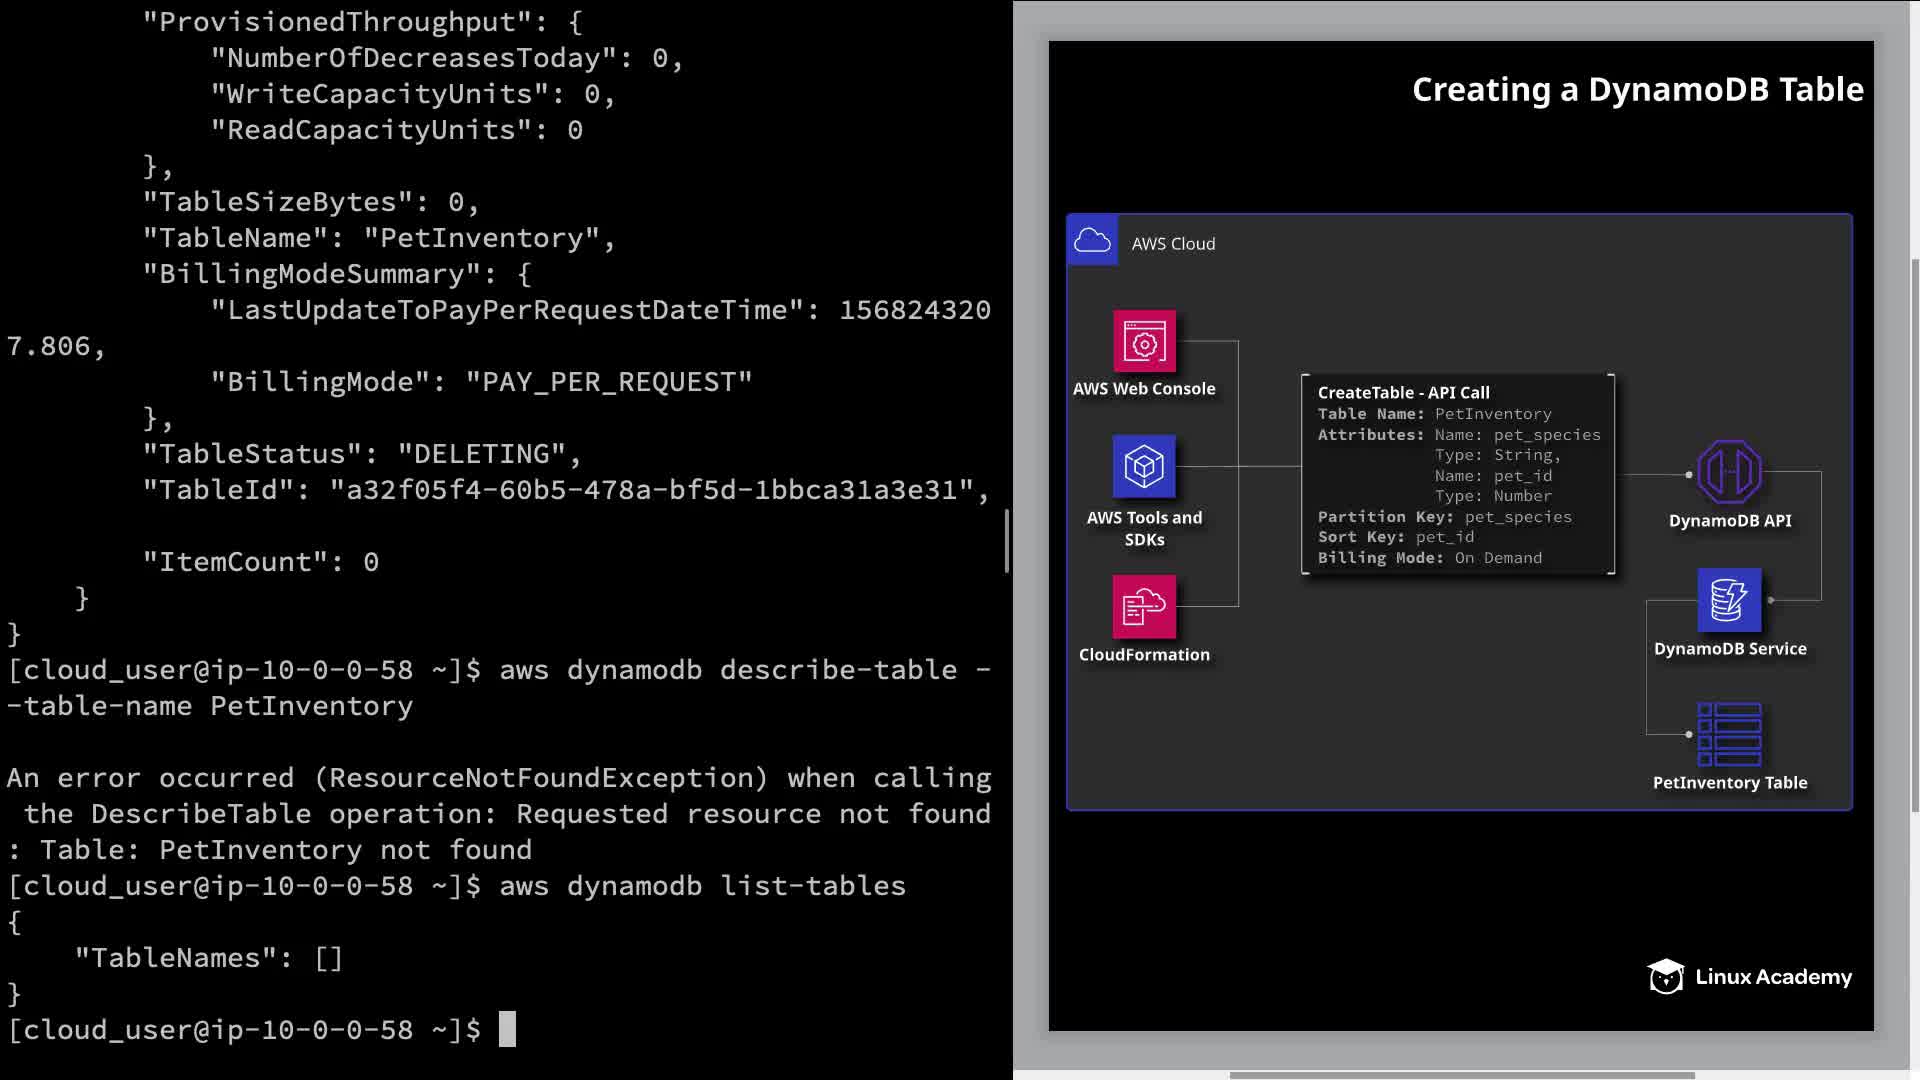 "ProvisionedThroughput": {
"NumberOfDecreasesToday": 0,
"WriteCapacityUnits": 0,
"ReadCapacityUnits": 0
},
"TableSizeBytes": 0,
"TableName": "PetInventory",
"BillingModeSummary": {
"LastUpdateToPayPerRequestDateTime": 156824320
7.806,
"BillingMode": "PAY_PER_REQUEST"
},
"TableStatus": "DELETING",
"TableId": "a32f05f4-60b5-478a-bf5d-1bbca31a3e31",
"ItemCount": 0
}
}
[cloud_user@ip-10-0-0-58 ~]$ aws dynamodb describe-table -
-table-name PetInventory
An error occurred (ResourceNotFoundException) when calling
the DescribeTable operation: Requested resource not found
: Table: PetInventory not found
[cloud_user@ip-10-0-0-58 ~]$ aws dynamodb list-tables
{
"TableNames": []
}
[cloud_user@ip-10-0-0-58 ~]$
Creating a DynamoDB Table
AWS Cloud
AWS Web Console
AWS Tools and
SDKs
CloudFormation
CreateTable - API Call
Table Name: PetInventory
Attributes: Name: pet_species
Type: String,
Name: pet_id
Type: Number
Partition Key: pet_species
Sort Key: pet_id
Billing Mode: On Demand
DynamoDB API
DynamoDB Service
PetInventory Table
Linux Academy